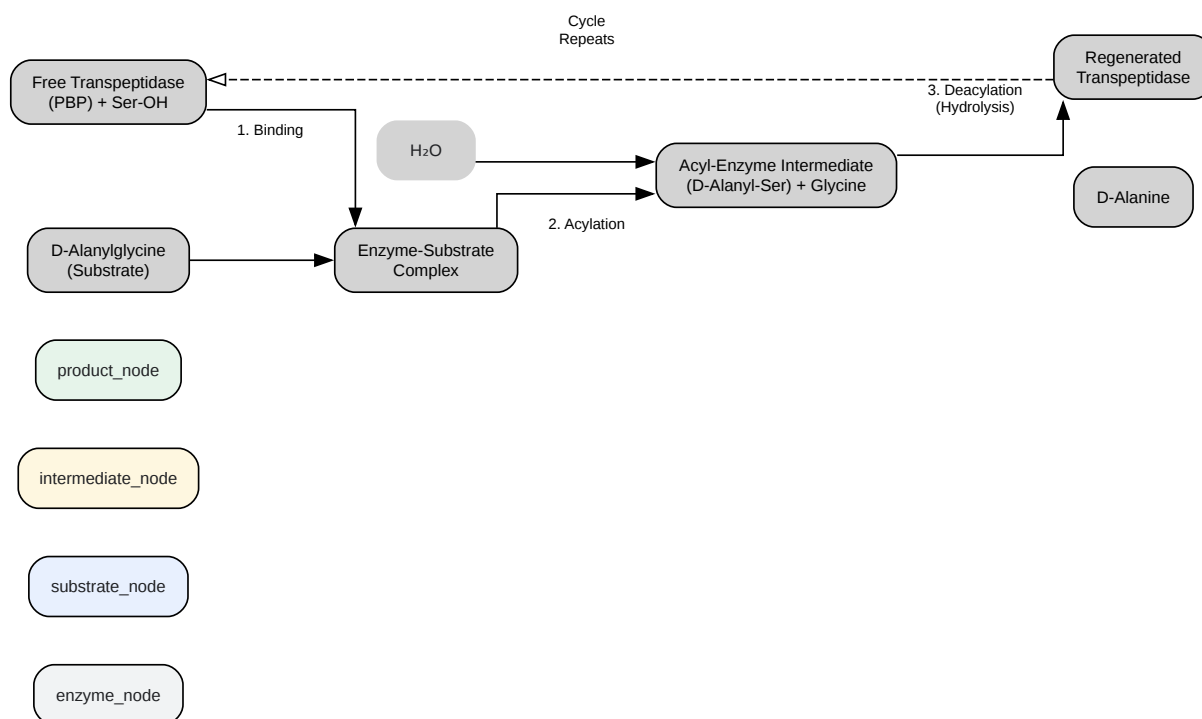 Cycle
Repeats
Free Transpeptidase
(PBP) + Ser-OH
Regenerated
Transpeptidase
3. Deacylation
(Hydrolysis)
1. Binding
H₂O
Acyl-Enzyme Intermediate
(D-Alanyl-Ser) + Glycine
D-Alanine
2. Acylation
D-Alanylglycine
(Substrate)
Enzyme-Substrate
Complex
product_node
intermediate_node
substrate_node
enzyme_node